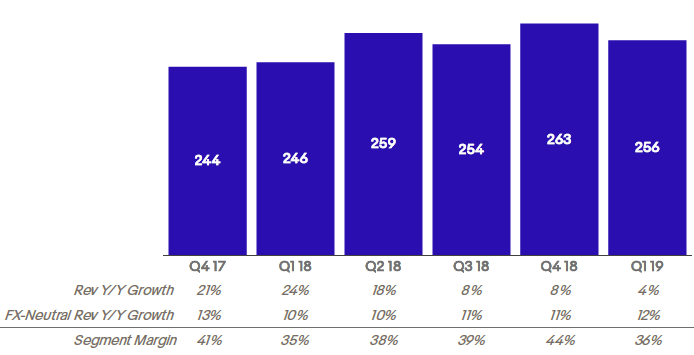 244 246 259 254 263 256
Q4 17 Q1 18 Q2 18 Q3 18 Q4 18 Q1 19
Rev Y/Y Growth 21% 24% 18% 8% 8% 4%
FX-Neutral Rev Y/Y Growth 13% 10% 10% 11% 11% 12%
Segment Margin 41% 35% 38% 39% 44% 36%